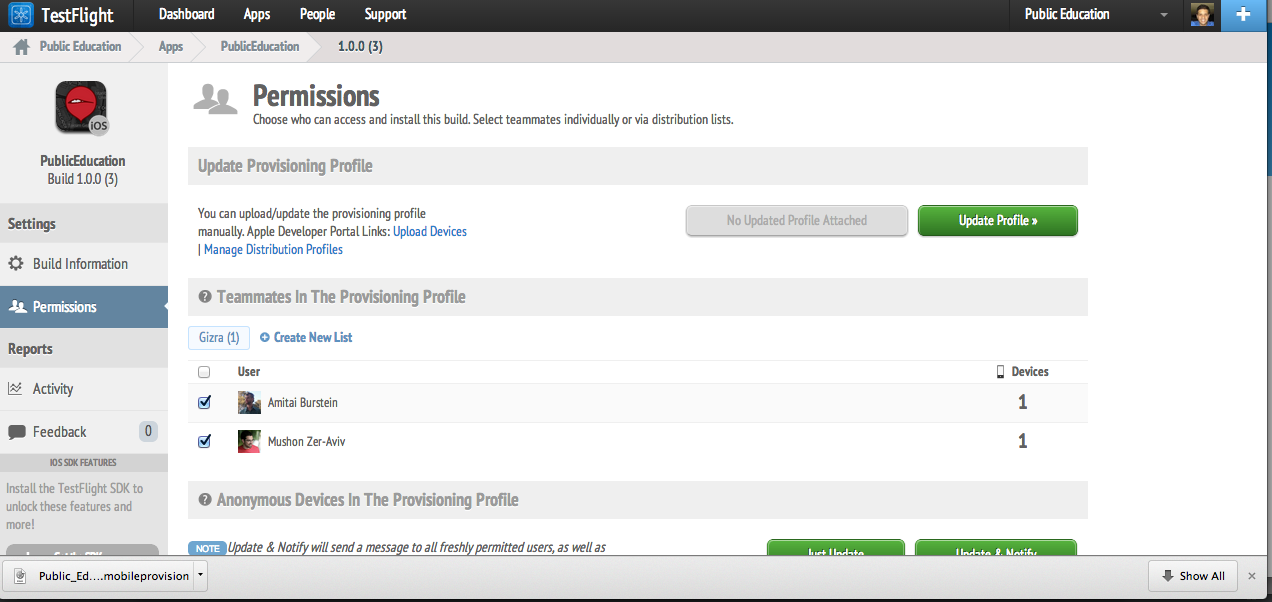 TestFlight
Dashboard
Apps
People
Support
Public Education
Public Education
Apps
PublicEducation
1.0.0 (3)
iOS
PublicEducation
Build 1.0.0 (3)
Settings
Build Information
Permissions
Reports
Activity
Feedback
0
IOS SDK FEATURES
Install the TestFlight SDK to
unlock these features and
more!
Permissions
Choose who can access and install this build. Select teammates individually or via distribution lists.
Update Provisioning Profile
You can upload/update the provisioning profile
manually. Apple Developer Portal Links: Upload Devices
| Manage Distribution Profiles
No Updated Profile Attached
Update Profile »
Teammates In The Provisioning Profile
Gizra (1)
Create New List
User
Devices
Amitai Burstein
1
Mushon Zer-Aviv
1
Anonymous Devices In The Provisioning Profile
NOTE Update & Notify will send a message to all freshly permitted users, as well as
Just Update
Update & Notify
Public_Ed....mobileprovision
Show All